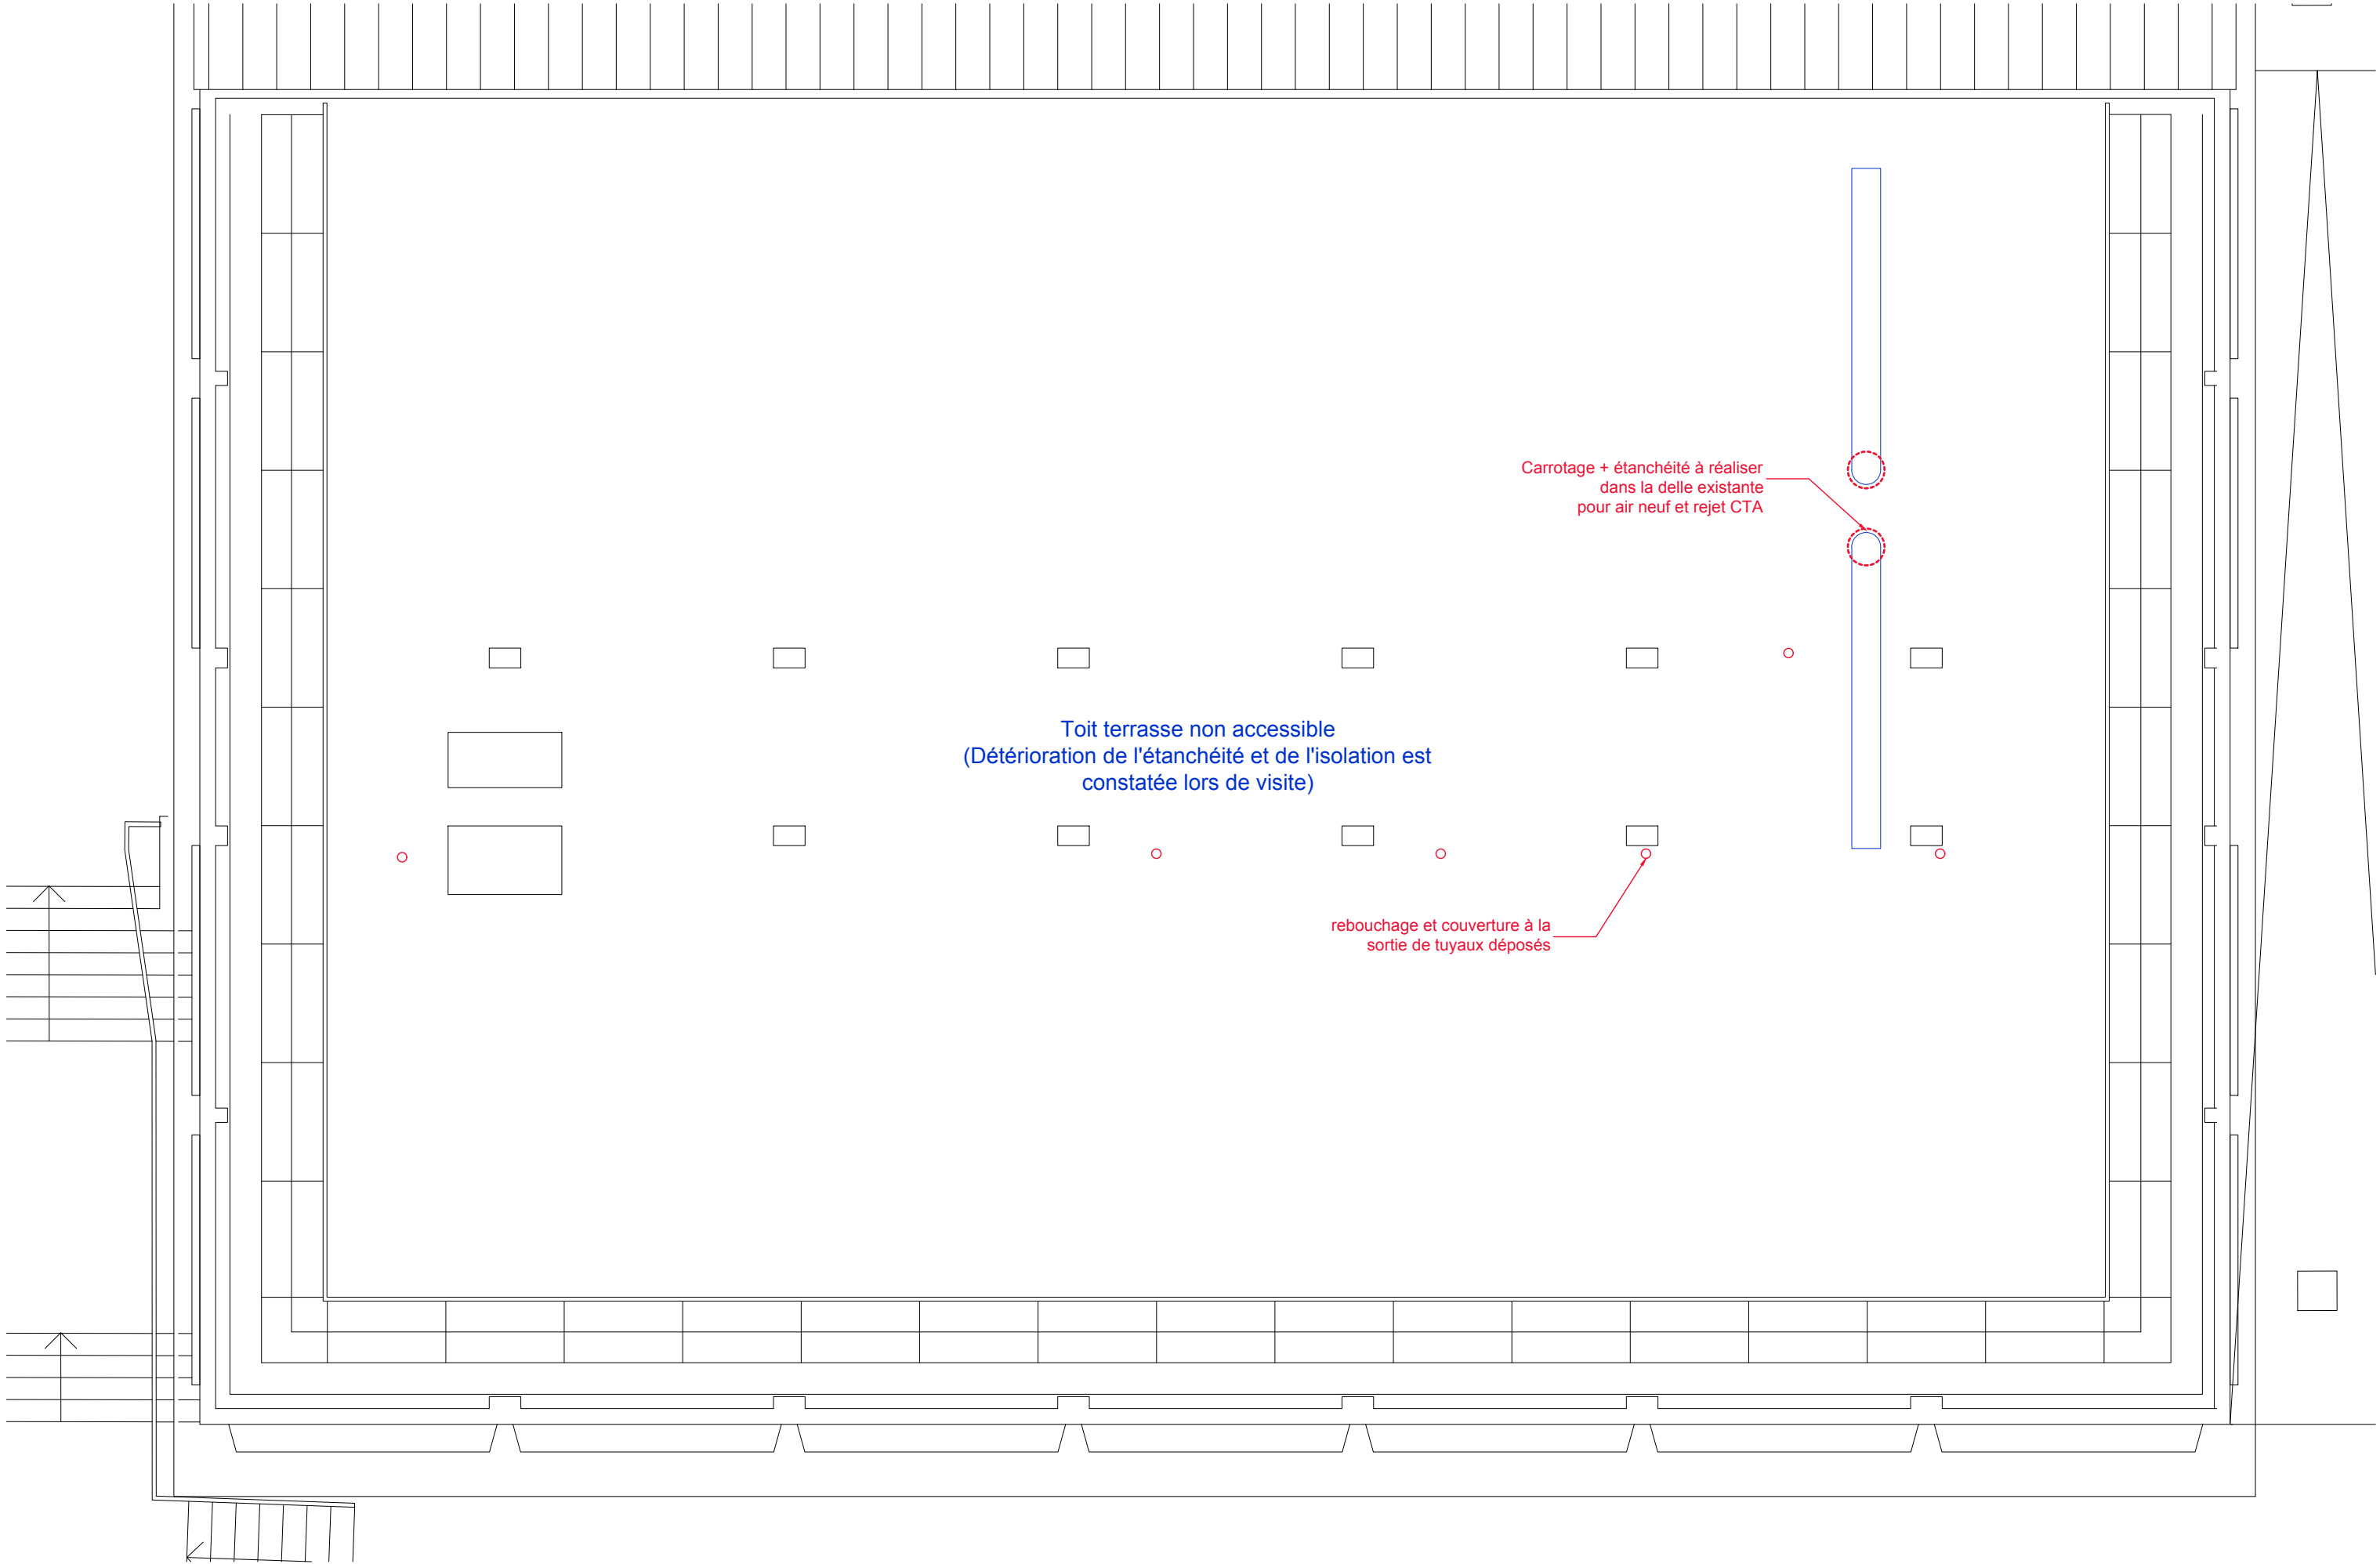 Carrotage + étanchéité à réaliser
dans la delle existante
pour air neuf et rejet CTA
Toit terrasse non accessible
(Détérioration de l'étanchéité et de l'isolation est
constatée lors de visite)
rebouchage et couverture à la
sortie de tuyaux déposés